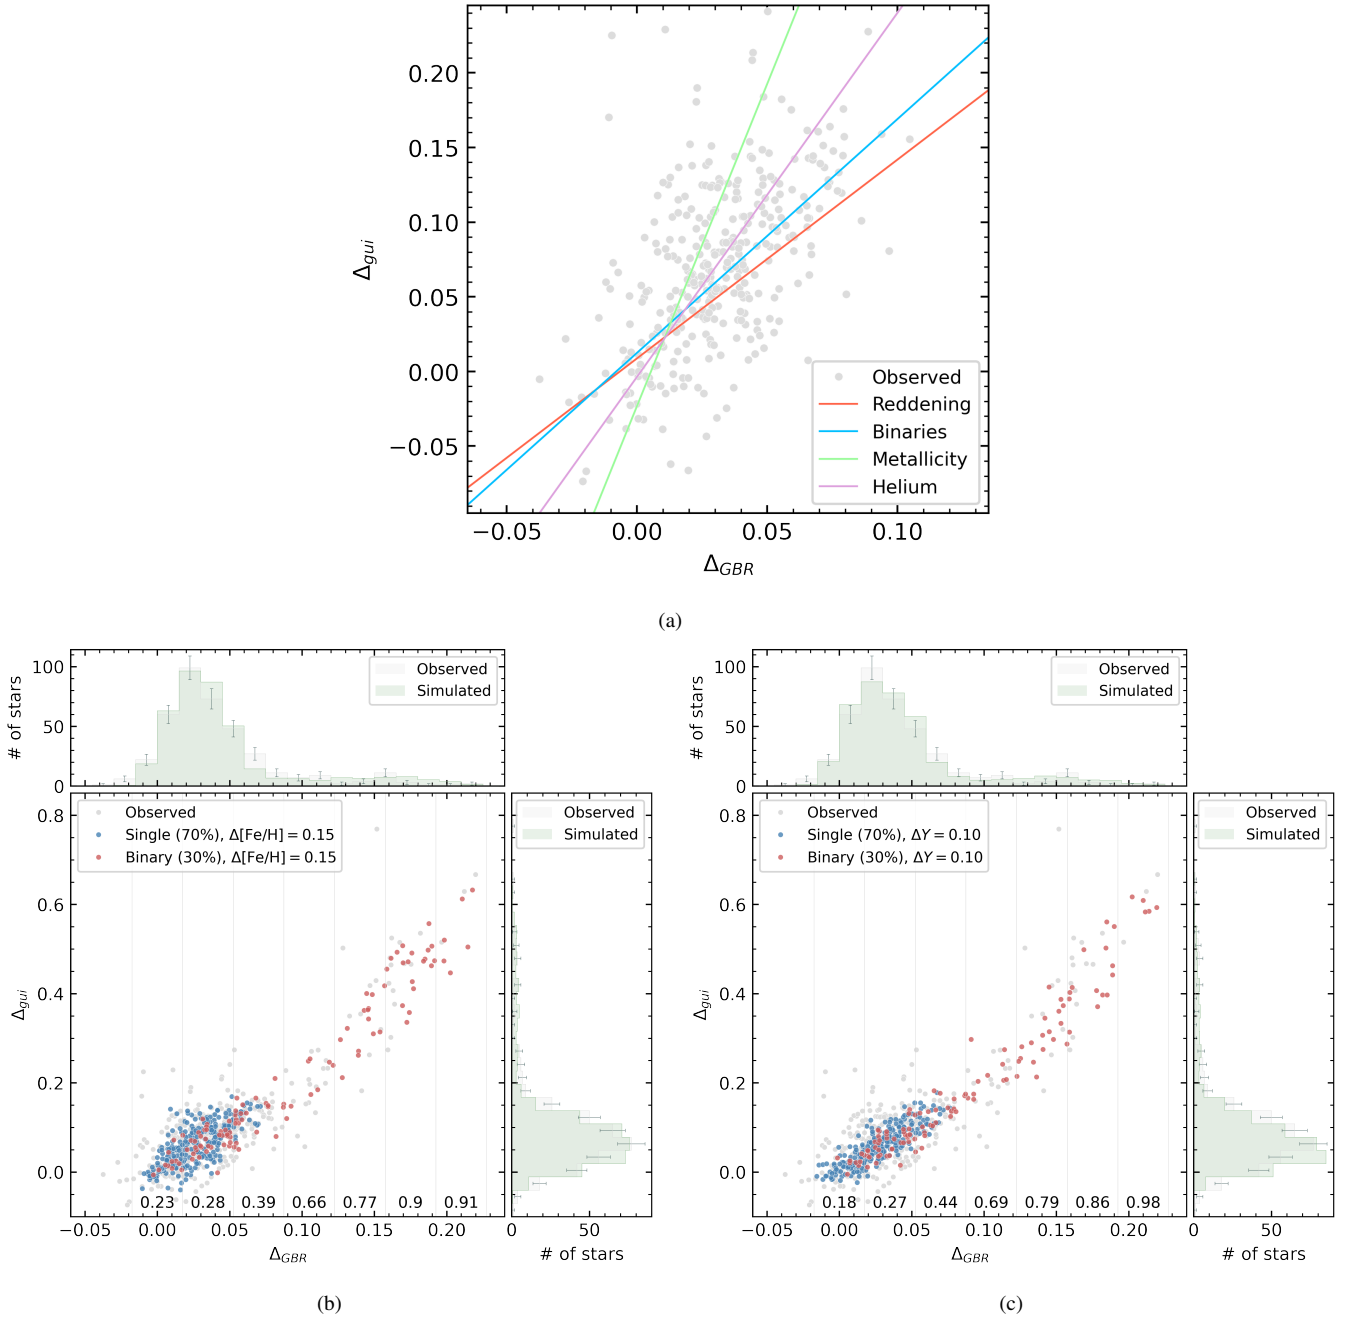 0.20
0.15
0.10
0.05
0.00
−0.05
Δgui
Observed
Reddening
Binaries
Metallicity
Helium
−0.05 0.00 0.05 0.10
ΔGBR
(a)
100
50
0
# of stars
Observed
Simulated
0.8
0.6
0.4
0.2
0.0
Δgui
Observed
Single (70%), Δ[Fe/H] = 0.15
Binary (30%), Δ[Fe/H] = 0.15
0.23 0.28 0.39 0.66 0.77 0.9 0.91
−0.05 0.00 0.05 0.10 0.15 0.20
ΔGBR
Observed
Simulated
0 50
# of stars
(b)
100
50
0
# of stars
Observed
Simulated
0.8
0.6
0.4
0.2
0.0
Δgui
Observed
Single (70%), ΔY = 0.10
Binary (30%), ΔY = 0.10
0.18 0.27 0.44 0.69 0.79 0.86 0.98
−0.05 0.00 0.05 0.10 0.15 0.20
ΔGBR
Observed
Simulated
0 50
# of stars
(c)